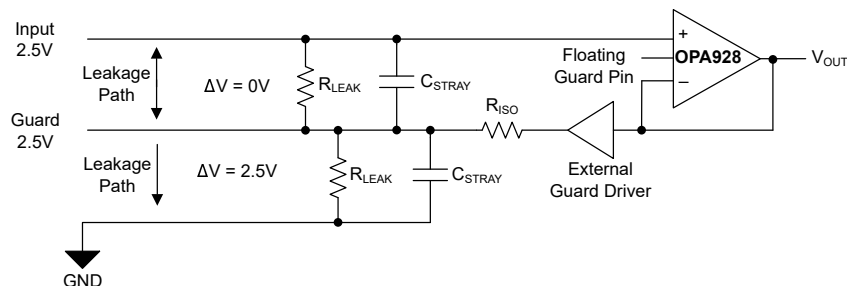 Input
2.5V
Leakage
Path
ΔV = 0V
R_LEAK
C_STRAY
Floating
Guard Pin
+
OPA928
−
V_OUT
Guard
2.5V
R_ISO
External
Guard Driver
Leakage
Path
ΔV = 2.5V
R_LEAK
C_STRAY
GND